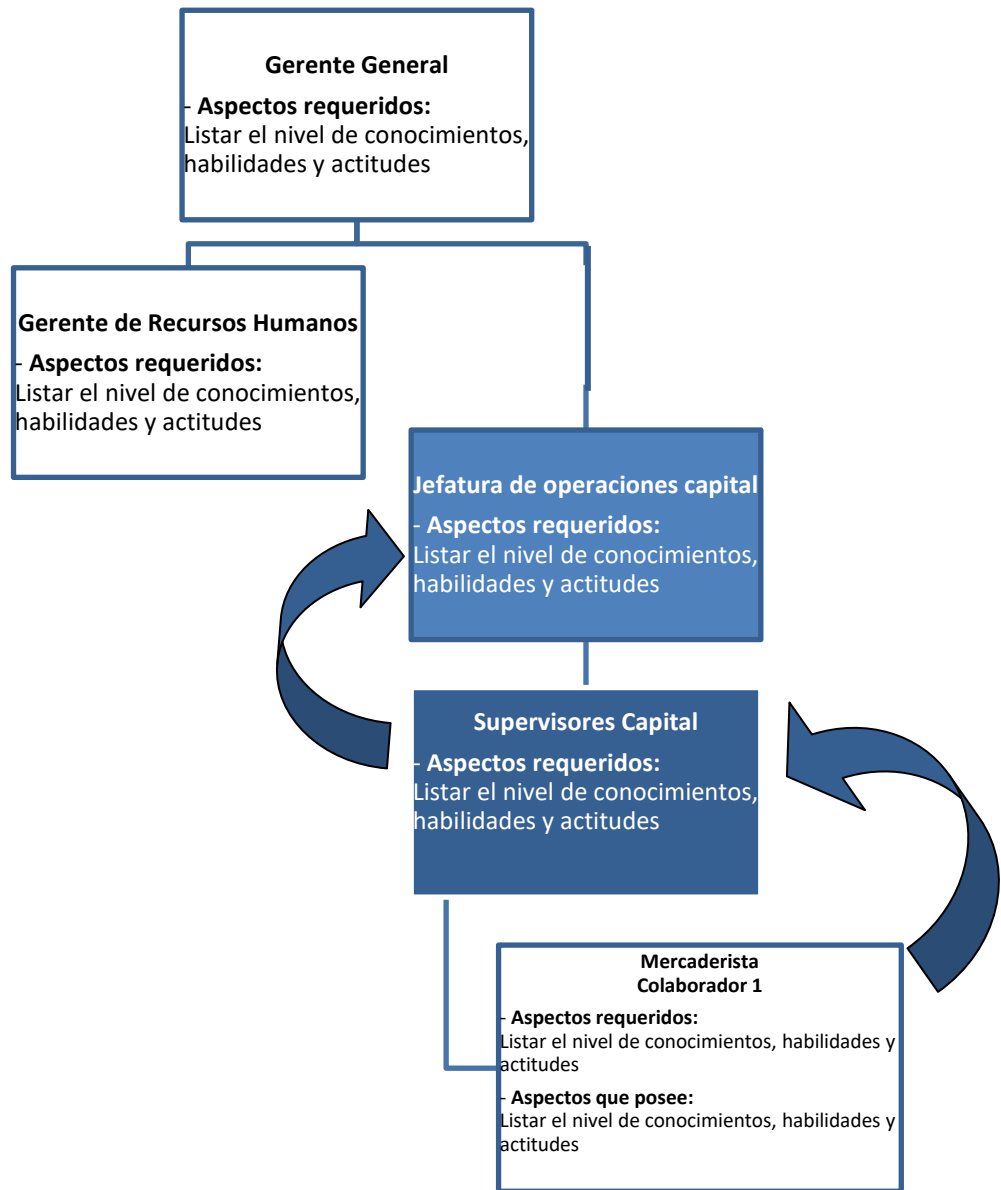 Gerente General
- Aspectos requeridos:
Listar el nivel de conocimientos,
habilidades y actitudes
Gerente de Recursos Humanos
- Aspectos requeridos:
Listar el nivel de conocimientos,
habilidades y actitudes
Jefatura de operaciones capital
- Aspectos requeridos:
Listar el nivel de conocimientos,
habilidades y actitudes
Supervisores Capital
- Aspectos requeridos:
Listar el nivel de conocimientos,
habilidades y actitudes
Mercaderista
Colaborador 1
- Aspectos requeridos:
Listar el nivel de conocimientos, habilidades y
actitudes
- Aspectos que posee:
Listar el nivel de conocimientos, habilidades y
actitudes